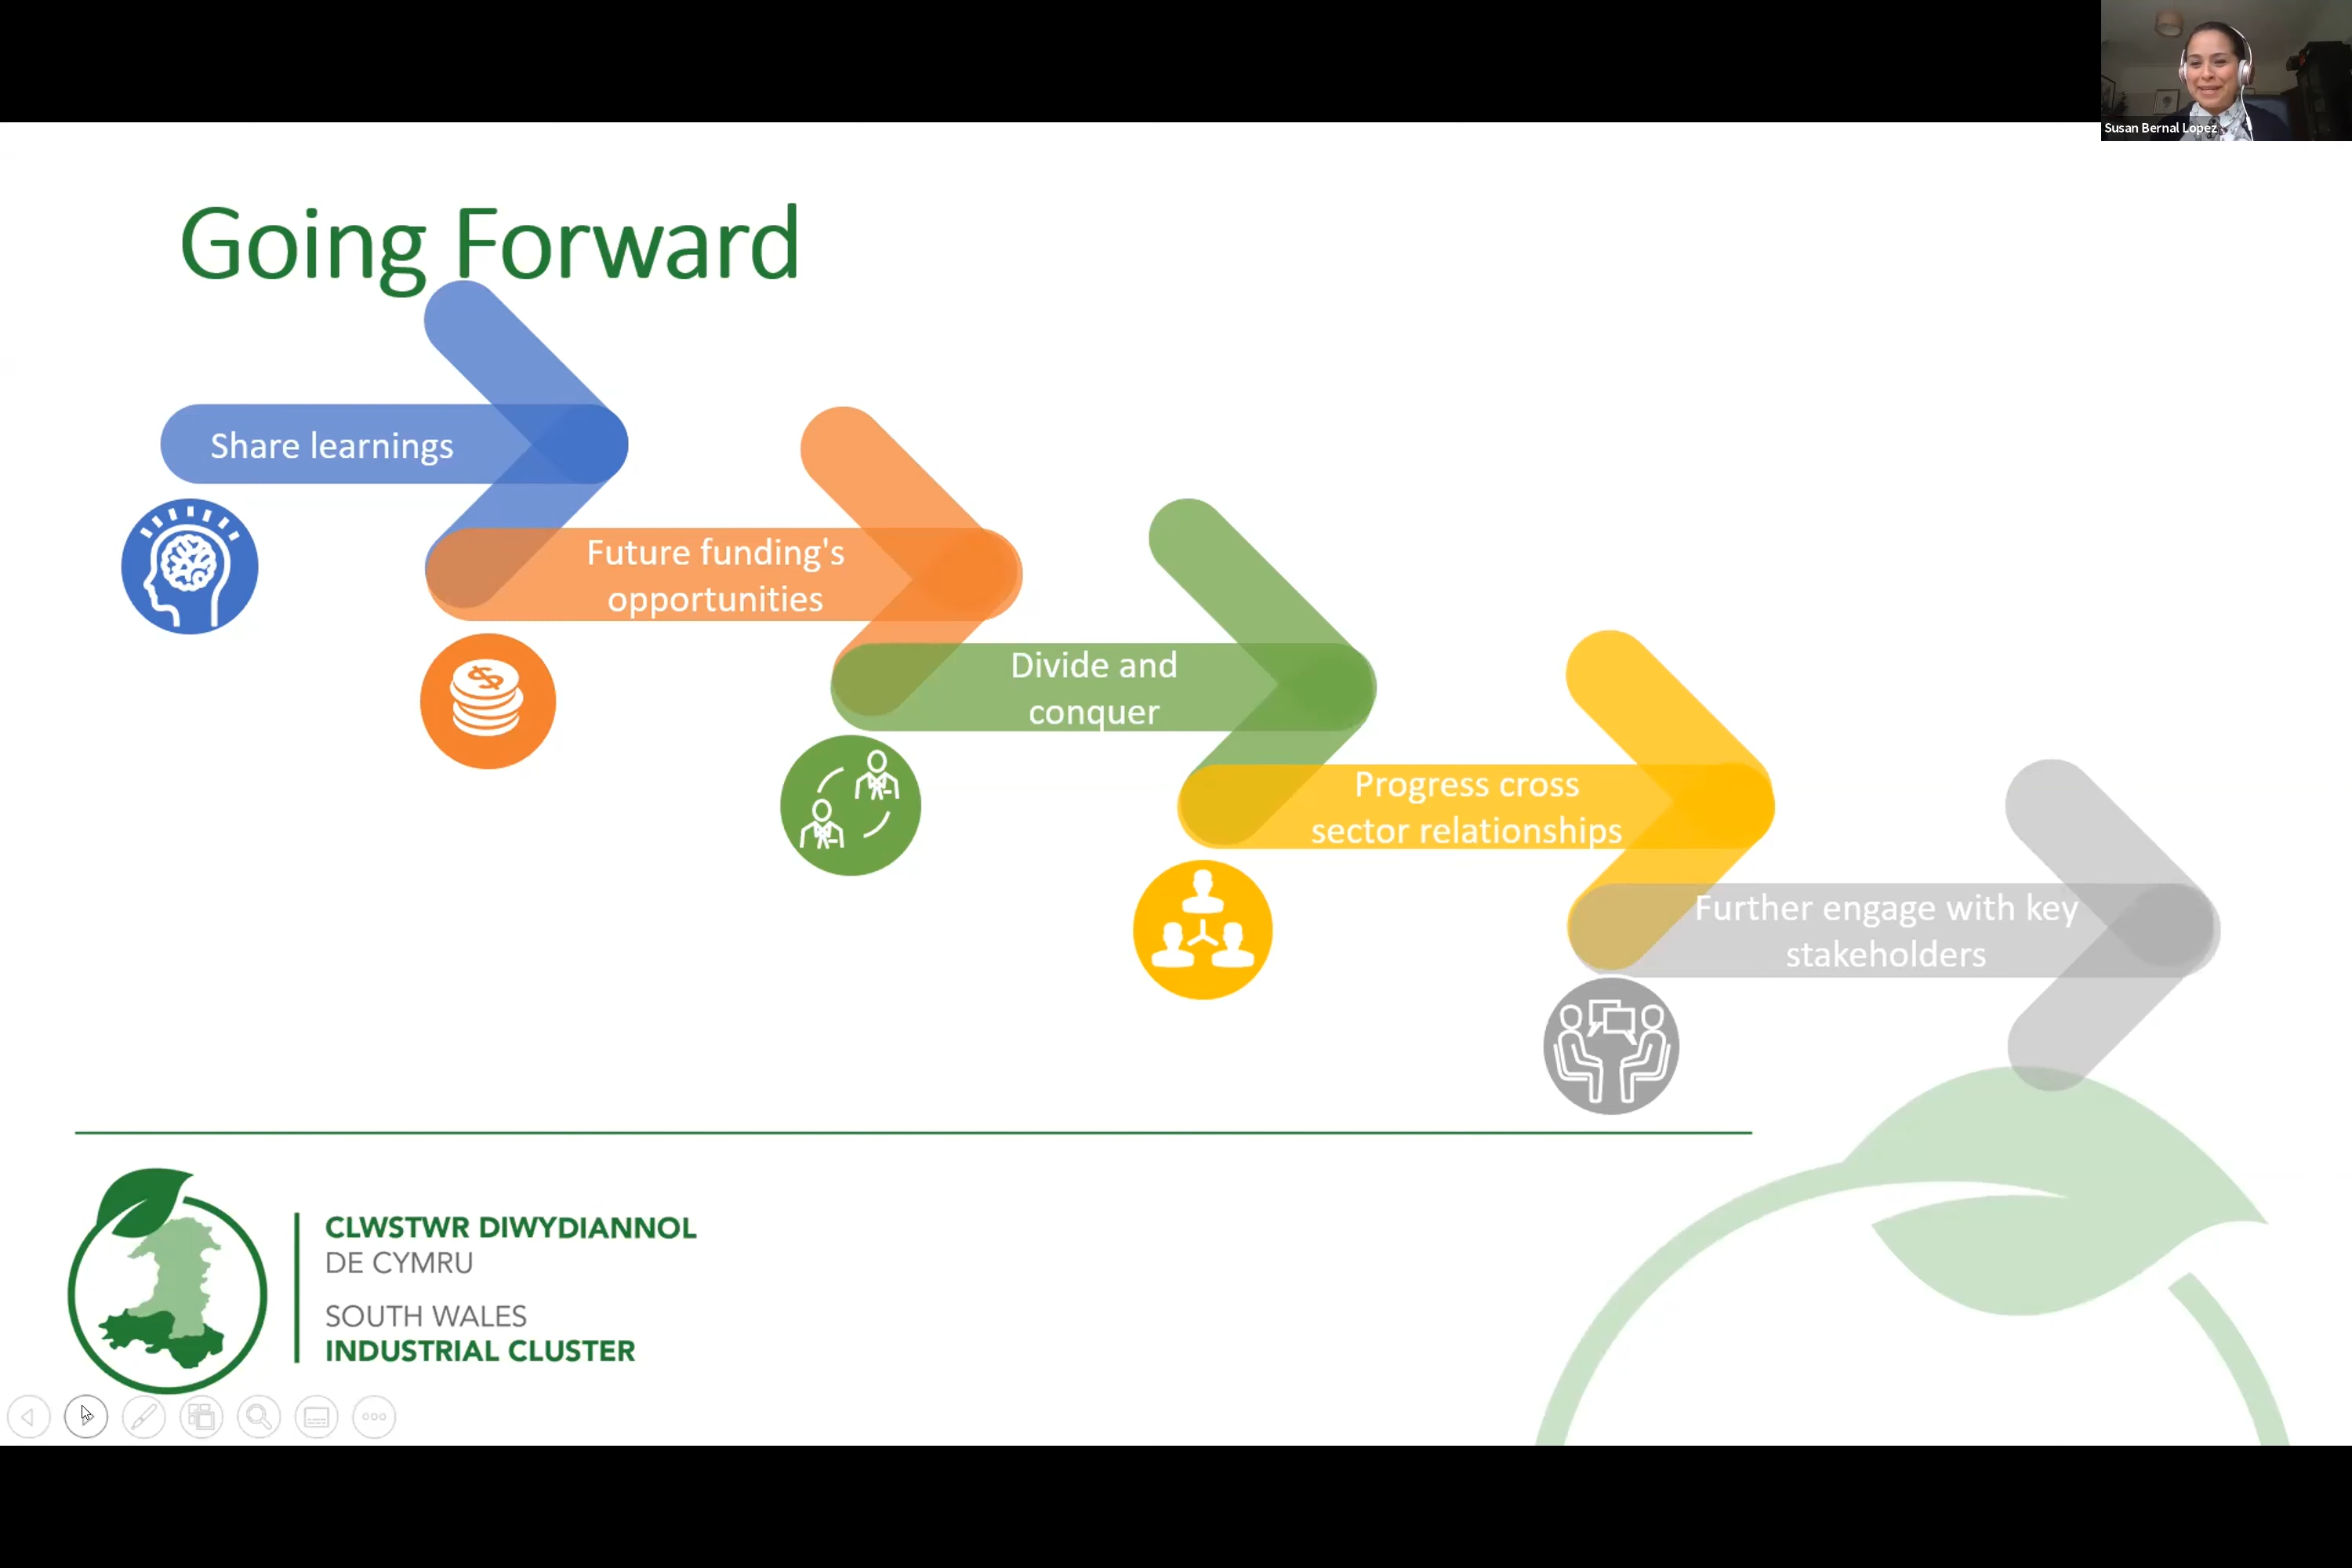 Susan Bernal Lopez
Going Forward
Share learnings
Future funding's
opportunities
Divide and
conquer
Progress cross
sector relationships
Further engage with key
stakeholders
CLWSTWR DIWYDIANNOL
DE CYMRU
SOUTH WALES
INDUSTRIAL CLUSTER